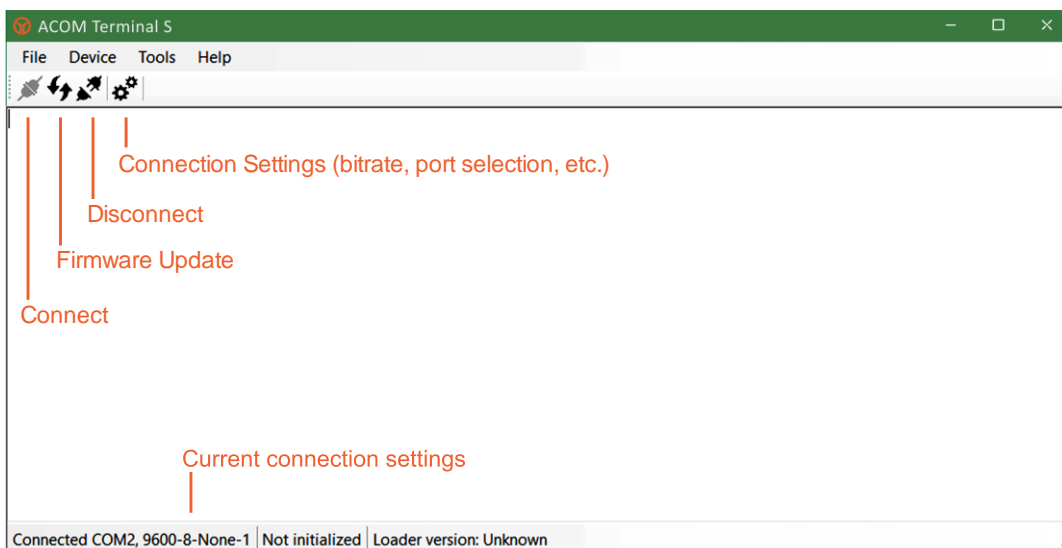 ACOM Terminal S
File Device Tools Help
Connection Settings (bitrate, port selection, etc.)
Disconnect
Firmware Update
Connect
Current connection settings
Connected COM2, 9600-8-None-1 Not initialized Loader version: Unknown